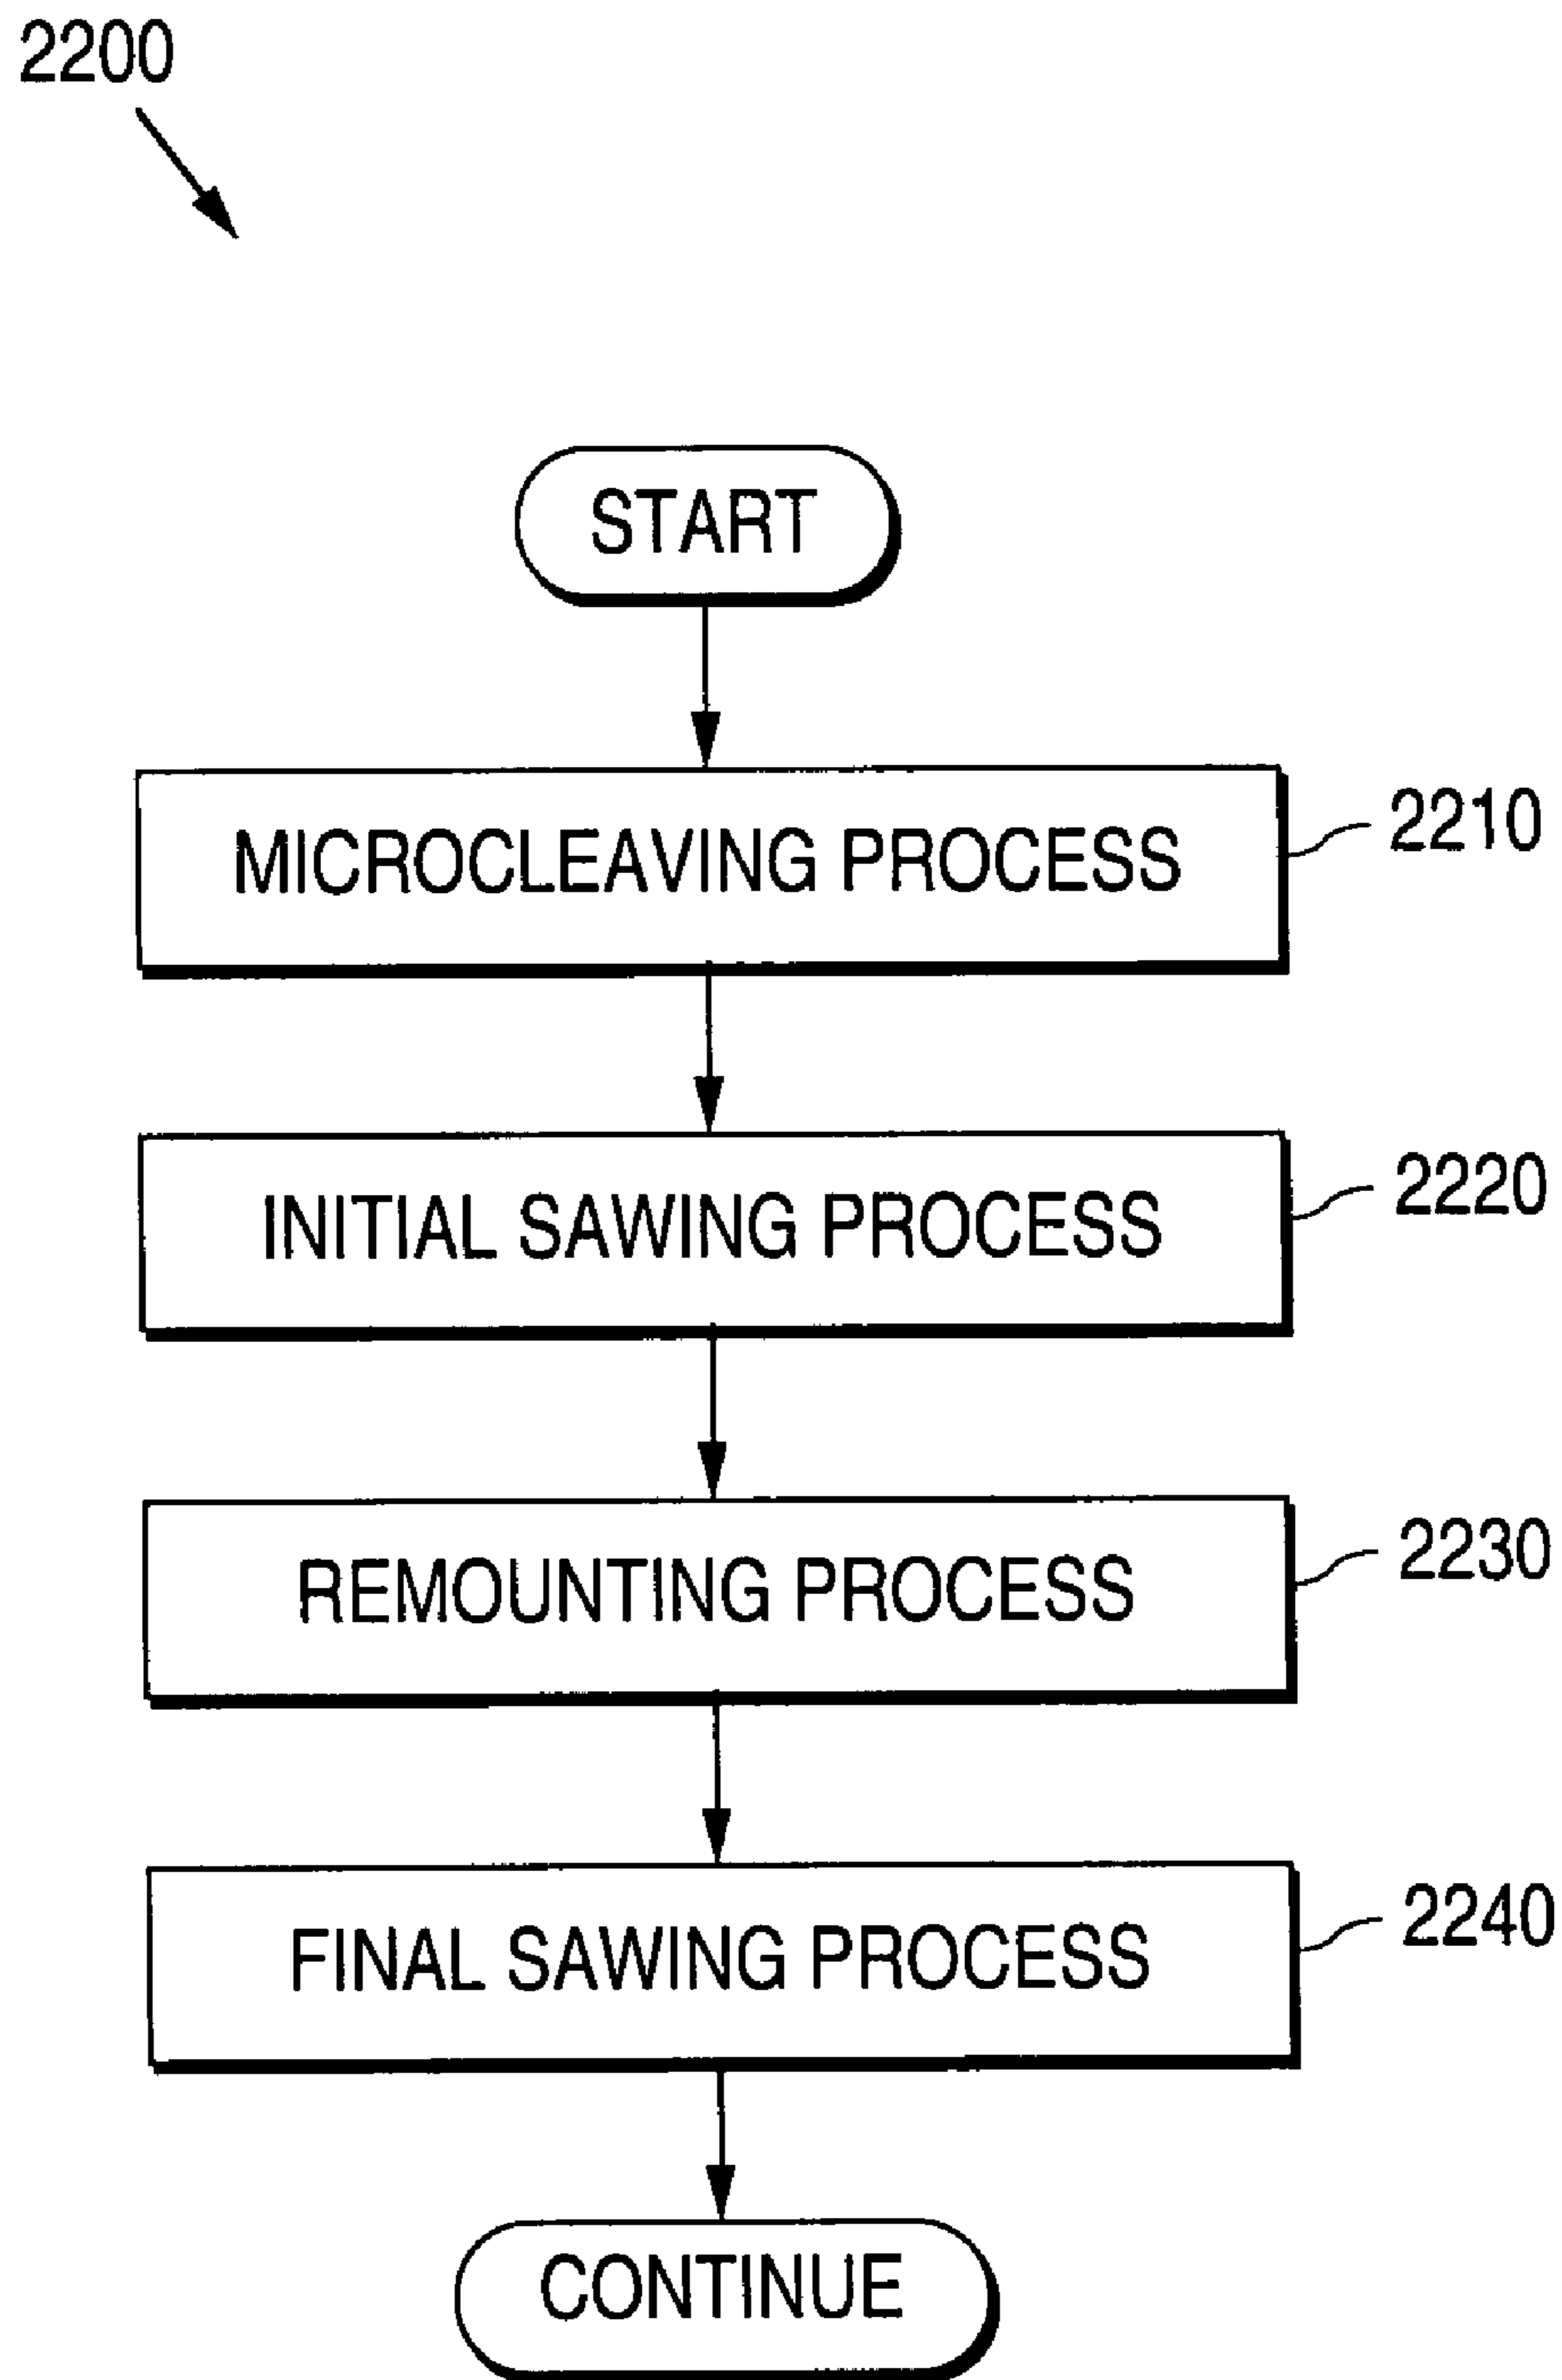 2200
START
MICROCLEAVING PROCESS
2210
INITIAL SAWING PROCESS
2220
REMOUNTING PROCESS
2230
FINAL SAWING PROCESS
2240
CONTINUE